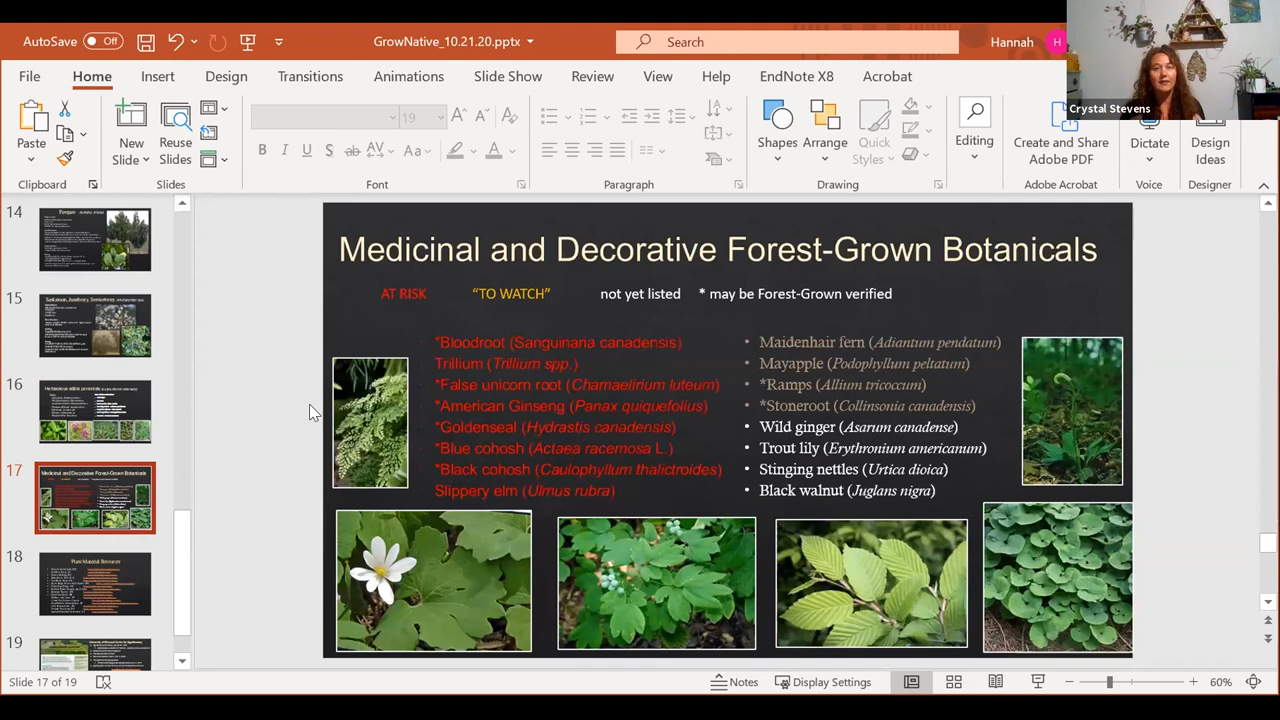 AutoSave Off GrowNative_10.21.20.pptx Search Hannah H
Crystal Stevens
File Home Insert Design Transitions Animations Slide Show Review View Help EndNote X8 Acrobat
Paste New Slide Reuse Slides 19 Shapes Arrange Quick Styles Editing Create and Share Adobe PDF Dictate Design Ideas
Clipboard Slides Font Paragraph Drawing Adobe Acrobat Voice Designer
14
15
16
17
18
19
Medicinal and Decorative Forest-Grown Botanicals
AT RISK “TO WATCH” not yet listed * may be Forest-Grown verified
*Bloodroot (Sanguinaria canadensis)
Trillium (Trillium spp.)
*False unicorn root (Chamaelirium luteum)
*American Ginseng (Panax quiquefolius)
*Goldenseal (Hydrastis canadensis)
*Blue cohosh (Actaea racemosa L.)
*Black cohosh (Caulophyllum thalictroides)
Slippery elm (Ulmus rubra)
• Maidenhair fern (Adiantum pendatum)
Mayapple (Podophyllum peltatum)
• *Ramps (Allium tricoccum)
*Stoneroot (Collinsonia canadensis)
• Wild ginger (Asarum canadense)
• Trout lily (Erythronium americanum)
• Stinging nettles (Urtica dioica)
• Black walnut (Juglans nigra)
Slide 17 of 19 Notes Display Settings 60%